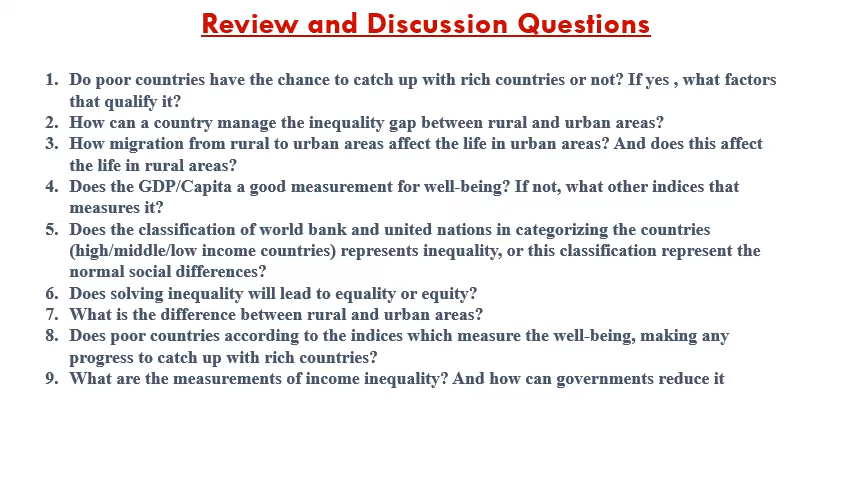 Review and Discussion Questions
1. Do poor countries have the chance to catch up with rich countries or not? If yes , what factors
that qualify it?
2. How can a country manage the inequality gap between rural and urban areas?
3. How migration from rural to urban areas affect the life in urban areas? And does this affect
the life in rural areas?
4. Does the GDP/Capita a good measurement for well-being? If not, what other indices that
measures it?
5. Does the classification of world bank and united nations in categorizing the countries
(high/middle/low income countries) represents inequality, or this classification represent the
normal social differences?
6. Does solving inequality will lead to equality or equity?
7. What is the difference between rural and urban areas?
8. Does poor countries according to the indices which measure the well-being, making any
progress to catch up with rich countries?
9. What are the measurements of income inequality? And how can governments reduce it